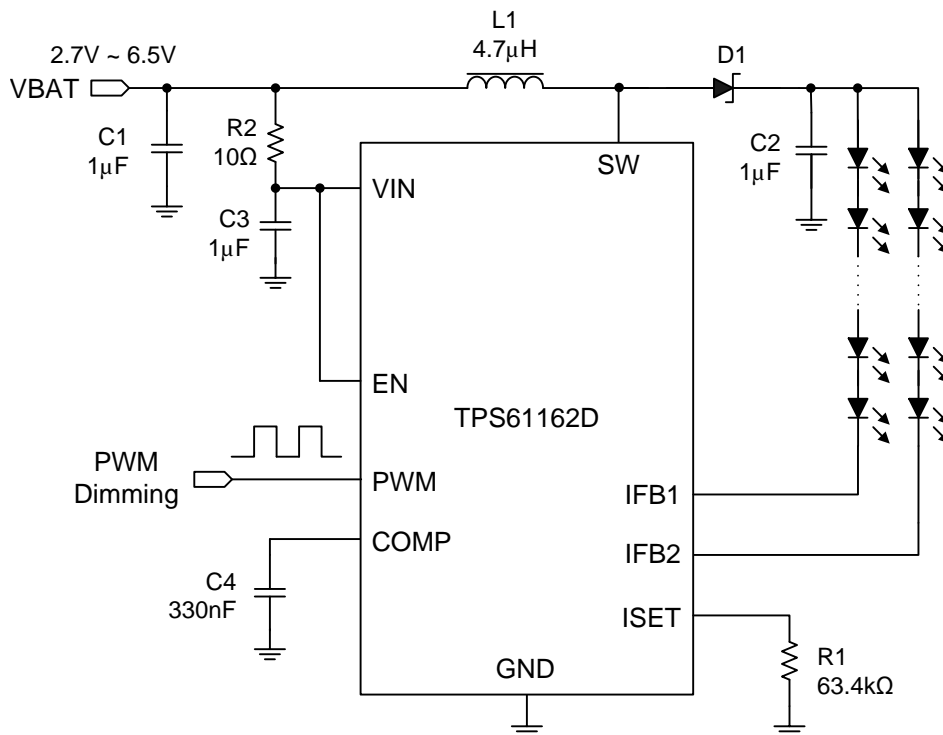 L1
4.7μH
D1
2.7V ~ 6.5V
VBAT
C1
1μF
R2
10Ω
C2
1μF
SW
VIN
C3
1μF
EN
TPS61162D
PWM
Dimming
PWM
IFB1
COMP
IFB2
C4
330nF
ISET
R1
63.4kΩ
GND